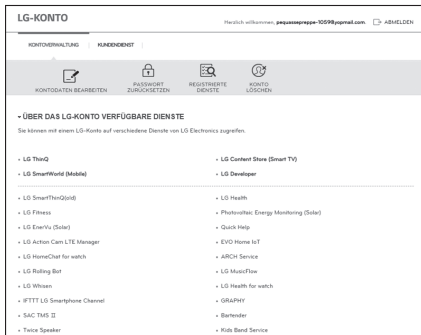 LG-KONTO
Herzlich willkommen, pequassepreppe-1059@yopmail.com. ABMELDEN
KONTOVERWALTUNG | KUNDENDIENST |
KONTODATEN BEARBEITEN
PASSWORT
ZURÜCKSETZEN
REGISTRIERTE
DIENSTE
KONTO
LÖSCHEN
ÜBER DAS LG-KONTO VERFÜGBARE DIENSTE
Sie können mit einem LG-Konto auf verschiedene Dienste von LG Electronics zugreifen.
LG ThinQ
LG Content Store (Smart TV)
LG SmartWorld (Mobile)
LG Developer
LG SmartThinQ(old)
LG Health
LG Fitness
Photovoltaic Energy Monitoring (Solar)
LG EnerVu (Solar)
Quick Help
LG Action Cam LTE Manager
EVO Home IoT
LG HomeChat for watch
ARCH Service
LG Rolling Bot
LG MusicFlow
LG Whisen
LG Health for watch
IFTTT LG Smartphone Channel
GRAPHY
SAC TMS II
Bartender
Twice Speaker
Kids Band Service